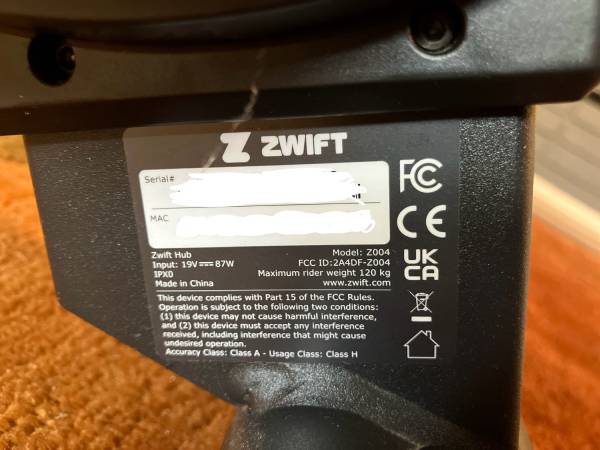 ZWIFT
Serial#
MAC
Zwift Hub
Model: Z004
Input: 19V⎓87W
FCC ID:2A4DF-Z004
IPX0
Maximum rider weight 120 kg
Made in China
www.zwift.com
This device complies with Part 15 of the FCC Rules.
Operation is subject to the following two conditions:
(1) this device may not cause harmful interference,
and (2) this device must accept any interference
received, including interference that might cause
undesired operation.
Accuracy Class: Class A - Usage Class: Class H
FC
CE
UK
CA